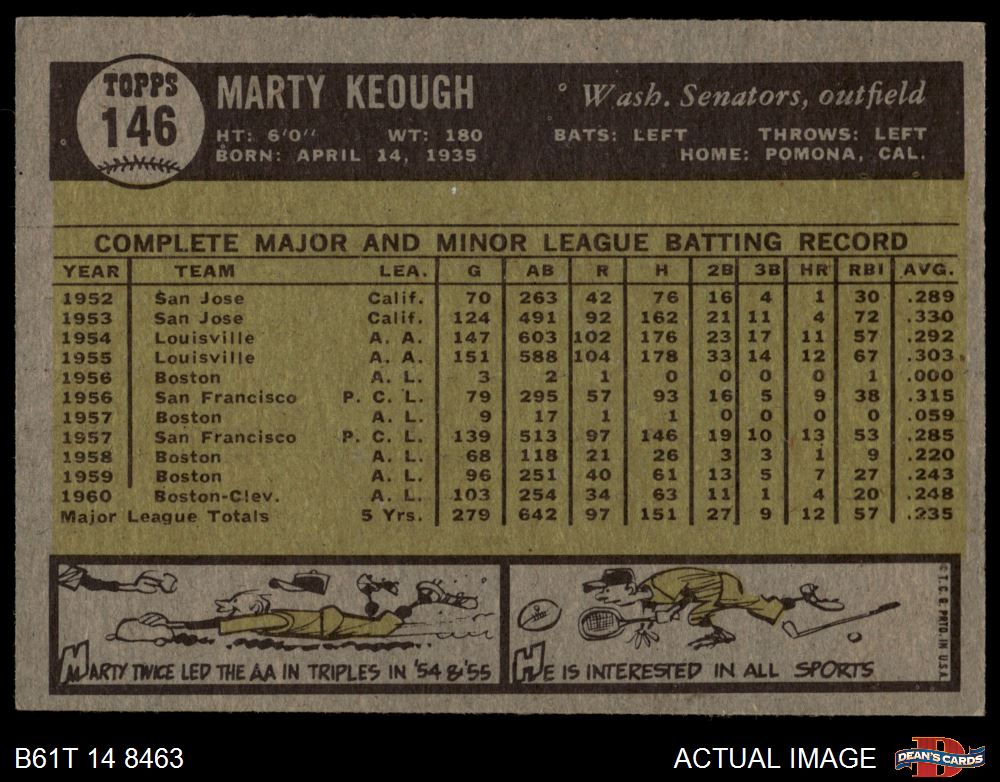 TOPPS
146
MARTY KEOUGH
° Wash. Senators, outfield
HT: 6'0'' WT: 180 BATS: LEFT THROWS: LEFT
BORN: APRIL 14, 1935 HOME: POMONA, CAL.
COMPLETE MAJOR AND MINOR LEAGUE BATTING RECORD
YEAR TEAM LEA. G AB R H 2B 3B HR RBI AVG.
1952 San Jose Calif. 70 263 42 76 16 4 1 30 .289
1953 San Jose Calif. 124 491 92 162 21 11 4 72 .330
1954 Louisville A. A. 147 603 102 176 23 17 11 57 .292
1955 Louisville A. A. 151 588 104 178 33 14 12 67 .303
1956 Boston A. L. 3 2 1 0 0 0 0 1 .000
1956 San Francisco P. C. L. 79 295 57 93 16 5 9 38 .315
1957 Boston A. L. 9 17 1 1 0 0 0 0 .059
1957 San Francisco P. C. L. 139 513 97 146 19 10 13 53 .285
1958 Boston A. L. 68 118 21 26 3 3 1 9 .220
1959 Boston A. L. 96 251 40 61 13 5 7 27 .243
1960 Boston-Clev. A. L. 103 254 34 63 11 1 4 20 .248
Major League Totals 5 Yrs. 279 642 97 151 27 9 12 57 .235
MARTY TWICE LED THE AA IN TRIPLES IN '54 & '55
HE IS INTERESTED IN ALL SPORTS
© T. C. G. PRTD. IN U.S.A.
B61T 14 8463
ACTUAL IMAGE
D
DEAN'S CARDS